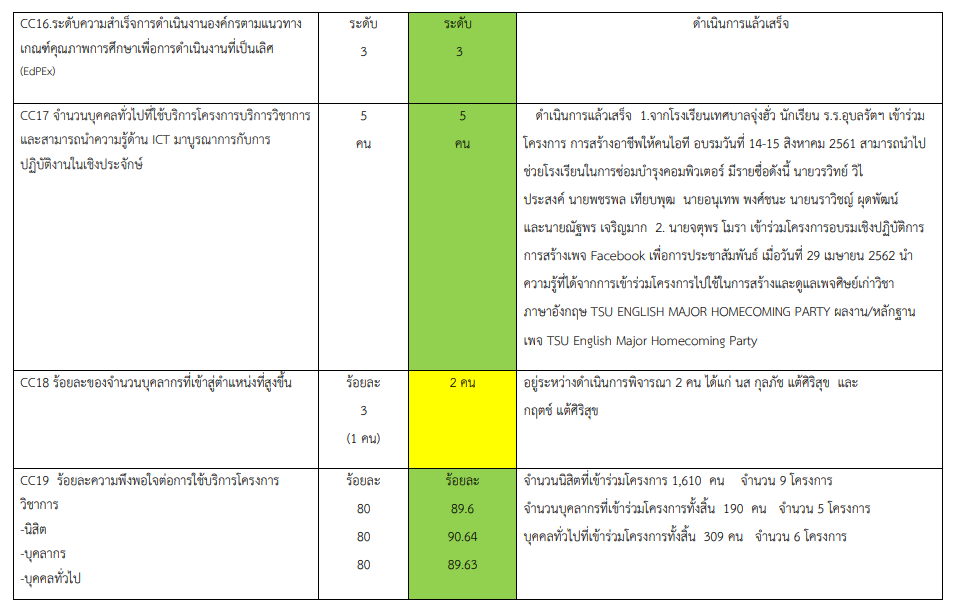 CC16.ระดับความสำเร็จการดำเนินงานองค์กรตามแนวทาง
เกณฑ์คุณภาพการศึกษาเพื่อการดำเนินงานที่เป็นเลิศ
(EdPEx)
ระดับ
3
ระดับ
3
ดำเนินการแล้วเสร็จ
CC17 จำนวนบุคคลทั่วไปที่ใช้บริการโครงการบริการวิชาการ
และสามารถนำความรู้ด้าน ICT มาบูรณาการกับการ
ปฏิบัติงานในเชิงประจักษ์
5
คน
5
คน
ดำเนินการแล้วเสร็จ 1.จากโรงเรียนเทศบาลจุ่งฮั่ว นักเรียน ร.ร.อุบลรัตฯ เข้าร่วม
โครงการ การสร้างอาชีพให้คนไอที อบรมวันที่ 14-15 สิงหาคม 2561 สามารถนำไป
ช่วยโรงเรียนในการซ่อมบำรุงคอมพิวเตอร์ มีรายชื่อดังนี้ นายวรวิทย์ วิไ
ประสงค์ นายพชรพล เทียบพุฒ นายอนุเทพ พงศ์ชนะ นายนราวิชญ์ ผุดพัฒน์
และนายณัฐพร เจริญมาก 2. นายจตุพร โมรา เข้าร่วมโครงการอบรมเชิงปฏิบัติการ
การสร้างเพจ Facebook เพื่อการประชาสัมพันธ์ เมื่อวันที่ 29 เมษายน 2562 นำ
ความรู้ที่ได้จากการเข้าร่วมโครงการไปใช้ในการสร้างและดูแลเพจศิษย์เก่าวิชา
ภาษาอังกฤษ TSU ENGLISH MAJOR HOMECOMING PARTY ผลงาน/หลักฐาน
เพจ TSU English Major Homecoming Party
CC18 ร้อยละของจำนวนบุคลากรที่เข้าสู่ตำแหน่งที่สูงขึ้น
ร้อยละ
3
(1 คน)
2 คน
อยู่ระหว่างดำเนินการพิจารณา 2 คน ได้แก่ นส กุลภัช แต้ศิริสุข และ
กฤตช์ แต้ศิริสุข
CC19 ร้อยละความพึงพอใจต่อการใช้บริการโครงการ
วิชาการ
-นิสิต
-บุคลากร
-บุคคลทั่วไป
ร้อยละ
80
80
80
ร้อยละ
89.6
90.64
89.63
จำนวนนิสิตที่เข้าร่วมโครงการ 1,610 คน จำนวน 9 โครงการ
จำนวนบุคลากรที่เข้าร่วมโครงการทั้งสิ้น 190 คน จำนวน 5 โครงการ
บุคคลทั่วไปที่เข้าร่วมโครงการทั้งสิ้น 309 คน จำนวน 6 โครงการ